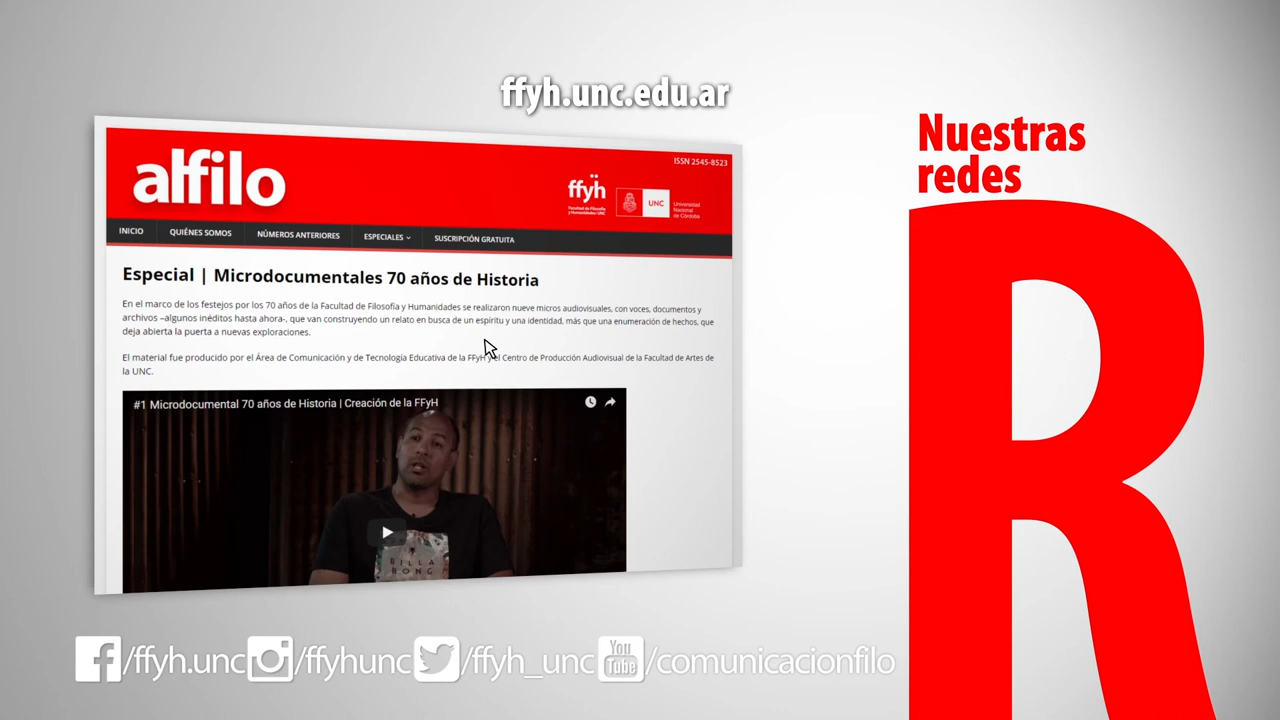 ffyh.unc.edu.ar
Nuestras
redes
R
alfilo
ISSN 2545-8523
ffyh
Facultad de Filosofía
y Humanidades | UNC
UNC
Universidad
Nacional
de Córdoba
INICIO
QUIÉNES SOMOS
NÚMEROS ANTERIORES
ESPECIALES
SUSCRIPCIÓN GRATUITA
Especial | Microdocumentales 70 años de Historia
En el marco de los festejos por los 70 años de la Facultad de Filosofía y Humanidades se realizaron nueve micros audiovisuales, con voces, documentos y
archivos –algunos inéditos hasta ahora-, que van construyendo un relato en busca de un espíritu y una identidad, más que una enumeración de hechos, que
deja abierta la puerta a nuevas exploraciones.
El material fue producido por el Área de Comunicación y de Tecnología Educativa de la FFyH y el Centro de Producción Audiovisual de la Facultad de Artes de
la UNC.
#1 Microdocumental 70 años de Historia | Creación de la FFyH
BILLA
BONG
/ffyh.unc
/ffyhunc
/ffyh_unc
You
Tube
/comunicacionfilo